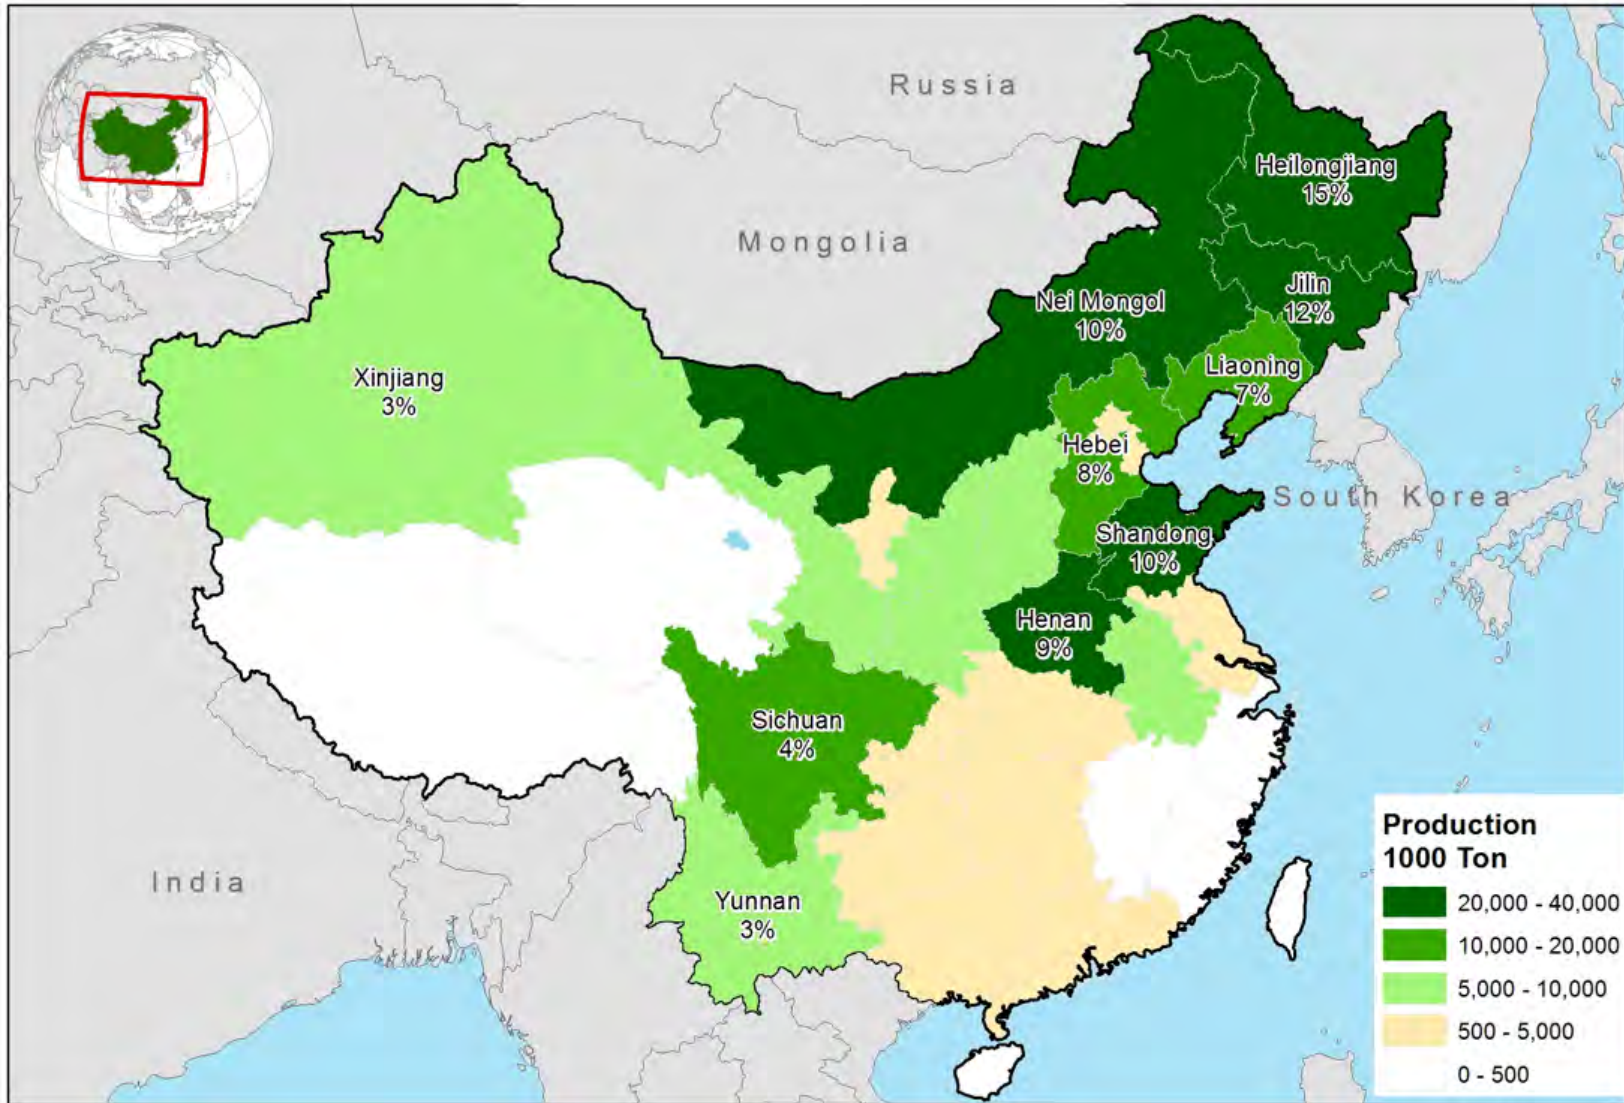 Russia
Heilongjiang
15%
Mongolia
Jilin
12%
Nei Mongol
10%
Liaoning
7%
Xinjiang
3%
Hebei
8%
South Korea
Shandong
10%
Henan
9%
Sichuan
4%
India
Yunnan
3%
Production
1000 Ton
20,000 - 40,000
10,000 - 20,000
5,000 - 10,000
500 - 5,000
0 - 500